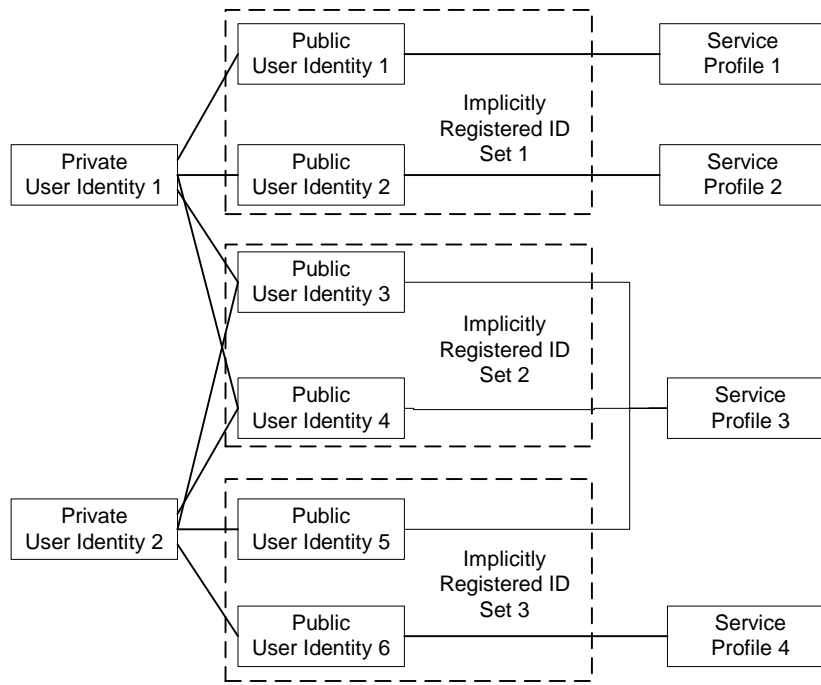 Public
User Identity 1
Service
Profile 1
Implicitly
Registered ID
Set 1
Private
User Identity 1
Public
User Identity 2
Service
Profile 2
Public
User Identity 3
Implicitly
Registered ID
Set 2
Public
User Identity 4
Service
Profile 3
Private
User Identity 2
Public
User Identity 5
Implicitly
Registered ID
Set 3
Public
User Identity 6
Service
Profile 4